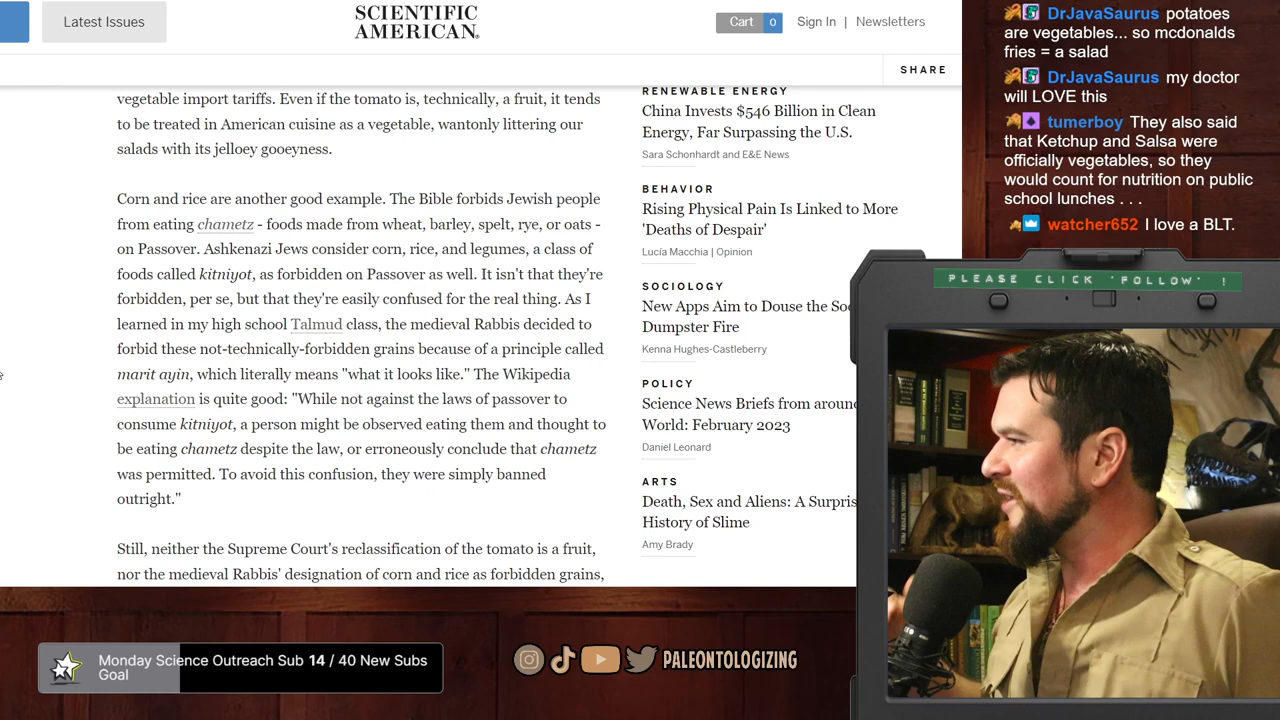 Latest Issues
SCIENTIFIC
AMERICAN
Cart 0
Sign In | Newsletters
SHARE
vegetable import tariffs. Even if the tomato is, technically, a fruit, it tends
to be treated in American cuisine as a vegetable, wantonly littering our
salads with its jelloey gooeyness.
Corn and rice are another good example. The Bible forbids Jewish people
from eating chametz - foods made from wheat, barley, spelt, rye, or oats -
on Passover. Ashkenazi Jews consider corn, rice, and legumes, a class of
foods called kitniyot, as forbidden on Passover as well. It isn't that they're
forbidden, per se, but that they're easily confused for the real thing. As I
learned in my high school Talmud class, the medieval Rabbis decided to
forbid these not-technically-forbidden grains because of a principle called
marit ayin, which literally means "what it looks like." The Wikipedia
explanation is quite good: "While not against the laws of passover to
consume kitniyot, a person might be observed eating them and thought to
be eating chametz despite the law, or erroneously conclude that chametz
was permitted. To avoid this confusion, they were simply banned
outright."
Still, neither the Supreme Court's reclassification of the tomato is a fruit,
nor the medieval Rabbis' designation of corn and rice as forbidden grains,
RENEWABLE ENERGY
China Invests $546 Billion in Clean
Energy, Far Surpassing the U.S.
Sara Schonhardt and E&E News
BEHAVIOR
Rising Physical Pain Is Linked to More
'Deaths of Despair'
Lucía Macchia | Opinion
SOCIOLOGY
New Apps Aim to Douse the Soc
Dumpster Fire
Kenna Hughes-Castleberry
POLICY
Science News Briefs from around
World: February 2023
Daniel Leonard
ARTS
Death, Sex and Aliens: A Surpris
History of Slime
Amy Brady
DrJavaSaurus potatoes
are vegetables... so mcdonalds
fries = a salad
DrJavaSaurus my doctor
will LOVE this
tumerboy They also said
that Ketchup and Salsa were
officially vegetables, so they
would count for nutrition on public
school lunches . . .
watcher652 I love a BLT.
PLEASE CLICK 'FOLLOW' !
Monday Science Outreach Sub 14 / 40 New Subs
Goal
PALEONTOLOGIZING